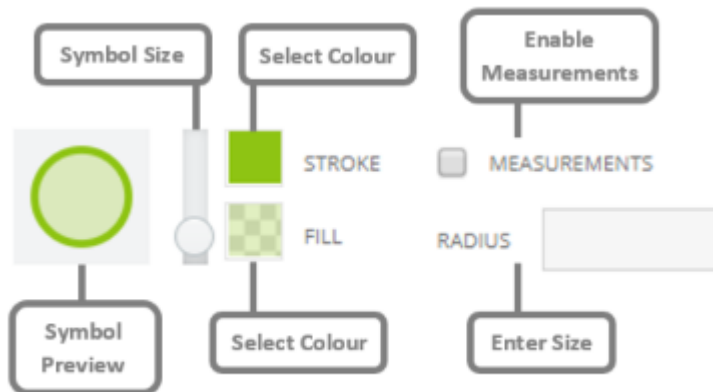 Symbol Size
Select Colour
Enable
Measurements
STROKE
MEASUREMENTS
FILL
RADIUS
Symbol
Preview
Select Colour
Enter Size